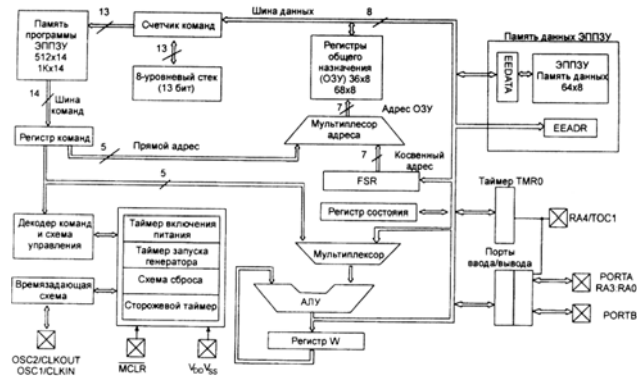 13
Шина данных
8
Память
программы
ЭППЗУ
512x14
1Kx14
Счетчик команд
13
8-уровневый стек
(13 бит)
Регистры
общего
назначения
(ОЗУ) 36x8
68x8
Память данных ЭППЗУ
EEDATA
ЭППЗУ
Память данных
64x8
EEADR
14
Шина
команд
7
Адрес ОЗУ
Мультиплесор
адреса
Регистр команд
Прямой адрес
5
7
Косвенный
адрес
FSR
5
Регистр состояия
Таймер TMR0
RA4/TOC1
Декодер команд
и схема
управления
Таймер включения
питания
Таймер запуска
генератора
Схема сброса
Сторожевой таймер
Мультиплексор
Порты
ввода/вывода
Времязадающая
схема
АЛУ
PORTA
RA3:RA0
PORTB
Регистр W
OSC2/CLKOUT
OSC1/CLKIN
MCLR
VDD VSS